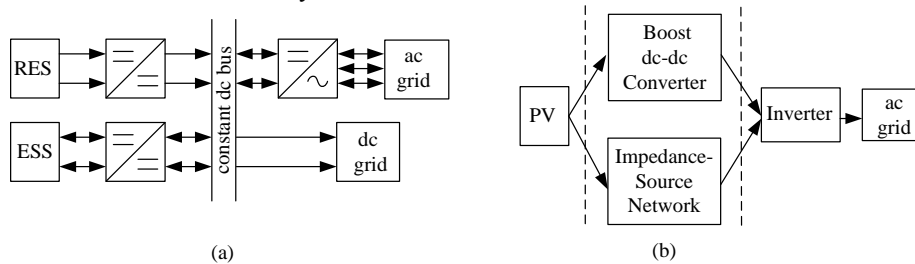 RES
ESS
constant dc bus
ac
grid
dc
grid
(a)
PV
Boost
dc-dc
Converter
Impedance-
Source
Network
Inverter
ac
grid
(b)